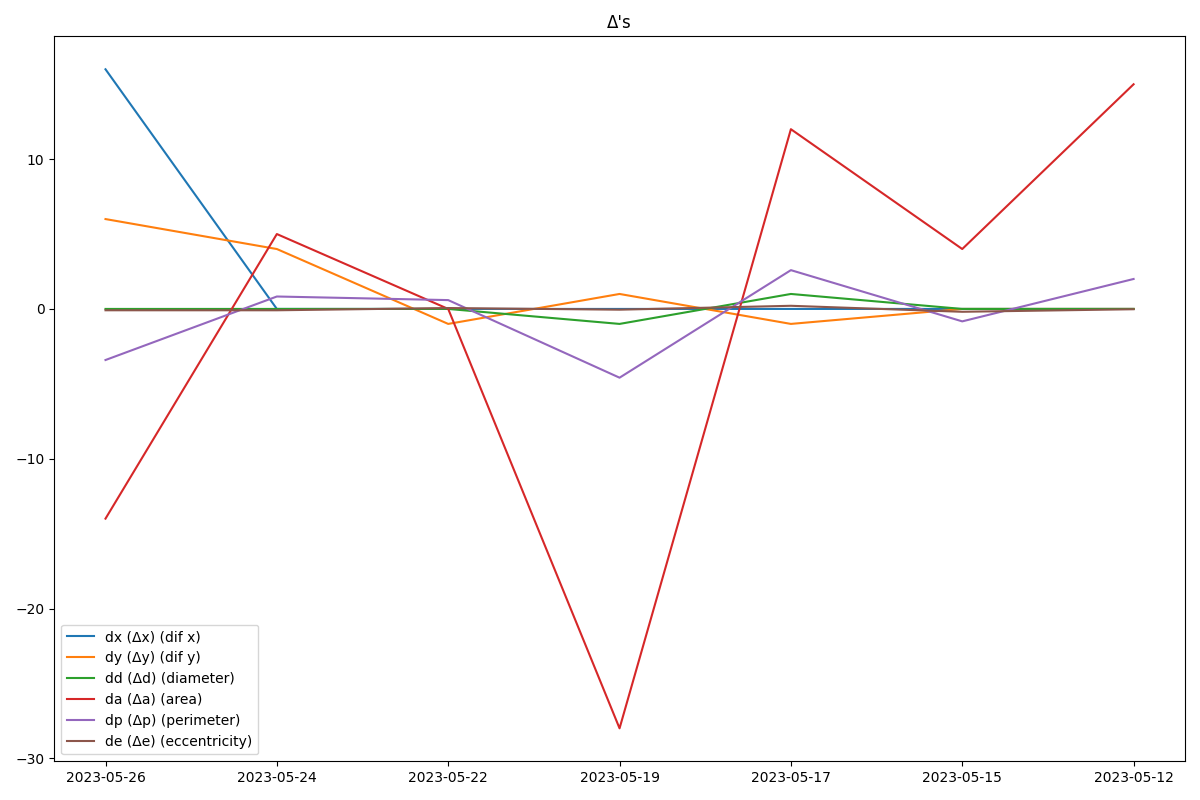 Δ's
10
0
−10
−20
−30
dx (Δx) (dif x)
dy (Δy) (dif y)
dd (Δd) (diameter)
da (Δa) (area)
dp (Δp) (perimeter)
de (Δe) (eccentricity)
2023-05-26 2023-05-24 2023-05-22 2023-05-19 2023-05-17 2023-05-15 2023-05-12